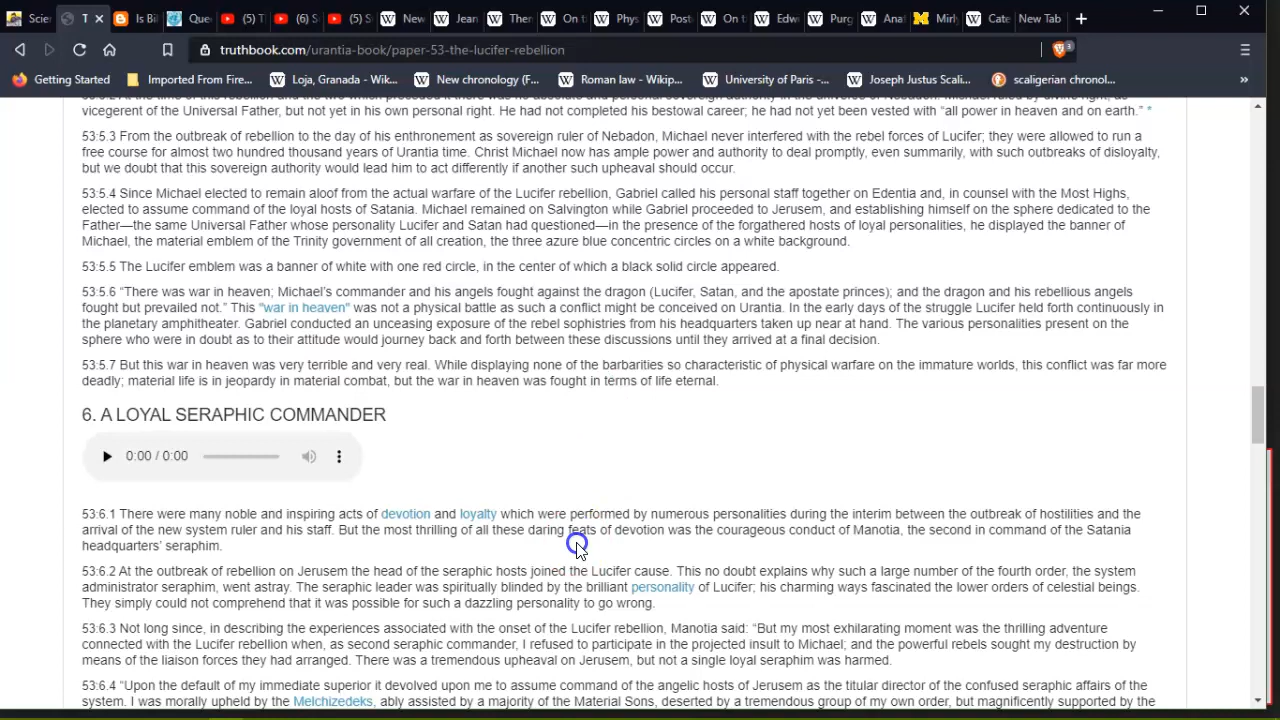 Scie
T
Is Bi
Que
(5) T
(6) S
(5) S
New
Jean
Ther
On t
Phys
Post
On t
Edw
Purg
Anat
Mirl
Cate
New Tab
truthbook.com/urantia-book/paper-53-the-lucifer-rebellion
3
Getting Started
Imported From Fire...
Loja, Granada - Wik...
New chronology (F...
Roman law - Wikip...
University of Paris -...
Joseph Justus Scali...
scaligerian chronol...
vicegerent of the Universal Father, but not yet in his own personal right. He had not completed his bestowal career; he had not yet been vested with “all power in heaven and on earth.” *
53:5.3 From the outbreak of rebellion to the day of his enthronement as sovereign ruler of Nebadon, Michael never interfered with the rebel forces of Lucifer; they were allowed to run a
free course for almost two hundred thousand years of Urantia time. Christ Michael now has ample power and authority to deal promptly, even summarily, with such outbreaks of disloyalty,
but we doubt that this sovereign authority would lead him to act differently if another such upheaval should occur.
53:5.4 Since Michael elected to remain aloof from the actual warfare of the Lucifer rebellion, Gabriel called his personal staff together on Edentia and, in counsel with the Most Highs,
elected to assume command of the loyal hosts of Satania. Michael remained on Salvington while Gabriel proceeded to Jerusem, and establishing himself on the sphere dedicated to the
Father—the same Universal Father whose personality Lucifer and Satan had questioned—in the presence of the forgathered hosts of loyal personalities, he displayed the banner of
Michael, the material emblem of the Trinity government of all creation, the three azure blue concentric circles on a white background.
53:5.5 The Lucifer emblem was a banner of white with one red circle, in the center of which a black solid circle appeared.
53:5.6 “There was war in heaven; Michael’s commander and his angels fought against the dragon (Lucifer, Satan, and the apostate princes); and the dragon and his rebellious angels
fought but prevailed not.” This “war in heaven” was not a physical battle as such a conflict might be conceived on Urantia. In the early days of the struggle Lucifer held forth continuously in
the planetary amphitheater. Gabriel conducted an unceasing exposure of the rebel sophistries from his headquarters taken up near at hand. The various personalities present on the
sphere who were in doubt as to their attitude would journey back and forth between these discussions until they arrived at a final decision.
53:5.7 But this war in heaven was very terrible and very real. While displaying none of the barbarities so characteristic of physical warfare on the immature worlds, this conflict was far more
deadly; material life is in jeopardy in material combat, but the war in heaven was fought in terms of life eternal.
6. A LOYAL SERAPHIC COMMANDER
0:00 / 0:00
53:6.1 There were many noble and inspiring acts of devotion and loyalty which were performed by numerous personalities during the interim between the outbreak of hostilities and the
arrival of the new system ruler and his staff. But the most thrilling of all these daring feats of devotion was the courageous conduct of Manotia, the second in command of the Satania
headquarters’ seraphim.
53:6.2 At the outbreak of rebellion on Jerusem the head of the seraphic hosts joined the Lucifer cause. This no doubt explains why such a large number of the fourth order, the system
administrator seraphim, went astray. The seraphic leader was spiritually blinded by the brilliant personality of Lucifer; his charming ways fascinated the lower orders of celestial beings.
They simply could not comprehend that it was possible for such a dazzling personality to go wrong.
53:6.3 Not long since, in describing the experiences associated with the onset of the Lucifer rebellion, Manotia said: “But my most exhilarating moment was the thrilling adventure
connected with the Lucifer rebellion when, as second seraphic commander, I refused to participate in the projected insult to Michael; and the powerful rebels sought my destruction by
means of the liaison forces they had arranged. There was a tremendous upheaval on Jerusem, but not a single loyal seraphim was harmed.
53:6.4 “Upon the default of my immediate superior it devolved upon me to assume command of the angelic hosts of Jerusem as the titular director of the confused seraphic affairs of the
system. I was morally upheld by the Melchizedeks, ably assisted by a majority of the Material Sons, deserted by a tremendous group of my own order, but magnificently supported by the